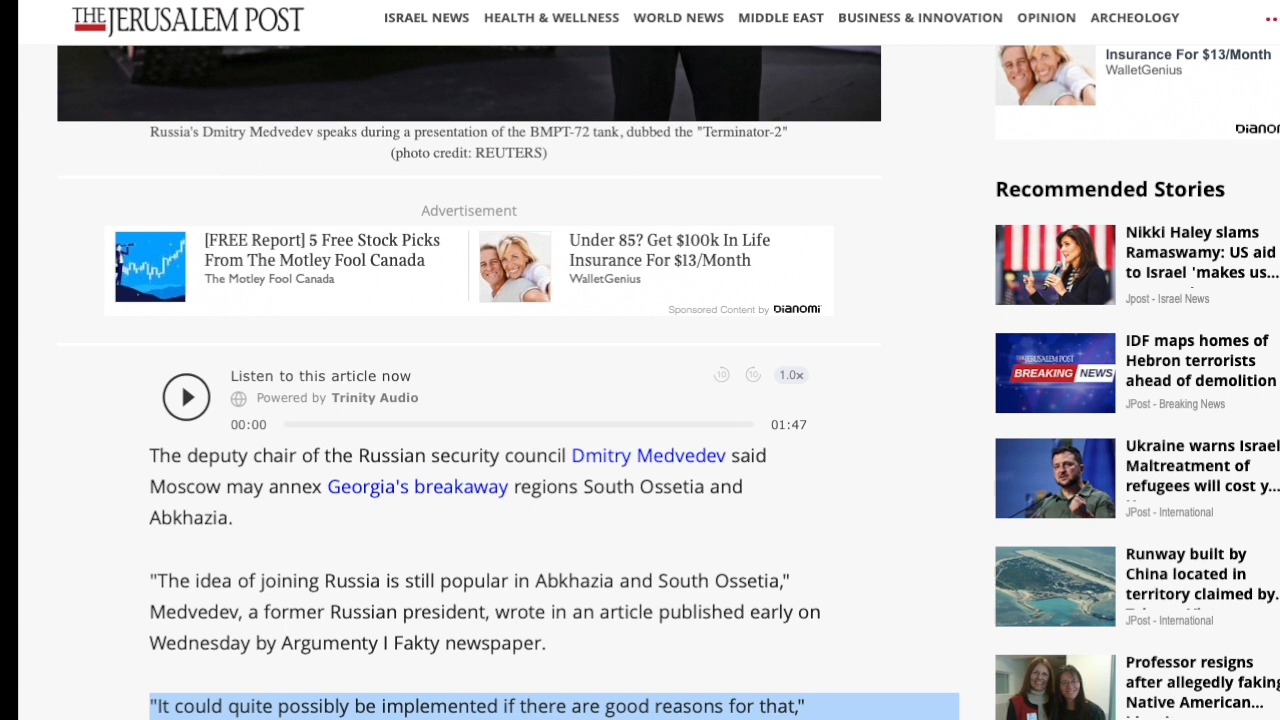 THE JERUSALEM POST
ISRAEL NEWS HEALTH & WELLNESS WORLD NEWS MIDDLE EAST BUSINESS & INNOVATION OPINION ARCHEOLOGY
Russia's Dmitry Medvedev speaks during a presentation of the BMPT-72 tank, dubbed the "Terminator-2"
(photo credit: REUTERS)
Advertisement
[FREE Report] 5 Free Stock Picks
From The Motley Fool Canada
The Motley Fool Canada
Under 85? Get $100k In Life
Insurance For $13/Month
WalletGenius
Sponsored Content by Dianomi
Listen to this article now
10 10 1.0x
Powered by Trinity Audio
00:00 01:47
The deputy chair of the Russian security council Dmitry Medvedev said
Moscow may annex Georgia's breakaway regions South Ossetia and
Abkhazia.
"The idea of joining Russia is still popular in Abkhazia and South Ossetia,"
Medvedev, a former Russian president, wrote in an article published early on
Wednesday by Argumenty I Fakty newspaper.
"It could quite possibly be implemented if there are good reasons for that,"
Insurance For $13/Month
WalletGenius
Recommended Stories
Nikki Haley slams
Ramaswamy: US aid
to Israel 'makes us...
Jpost - Israel News
THE JERUSALEM POST
BREAKING NEWS
IDF maps homes of
Hebron terrorists
ahead of demolition
JPost - Breaking News
Ukraine warns Israel
Maltreatment of
refugees will cost y...
JPost - International
Runway built by
China located in
territory claimed by.
JPost - International
Professor resigns
after allegedly faking
Native American...